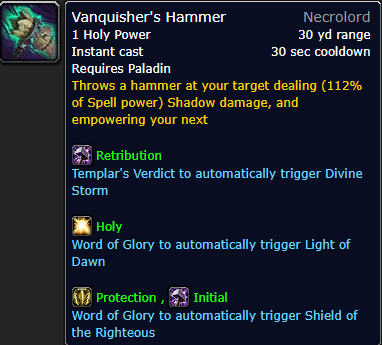 Vanquisher's Hammer Necrolord
1 Holy Power 30 yd range
Instant cast 30 sec cooldown
Requires Paladin
Throws a hammer at your target dealing (112%
of Spell power) Shadow damage, and
empowering your next
Retribution
Templar's Verdict to automatically trigger Divine
Storm
Holy
Word of Glory to automatically trigger Light of
Dawn
Protection , Initial
Word of Glory to automatically trigger Shield of
the Righteous